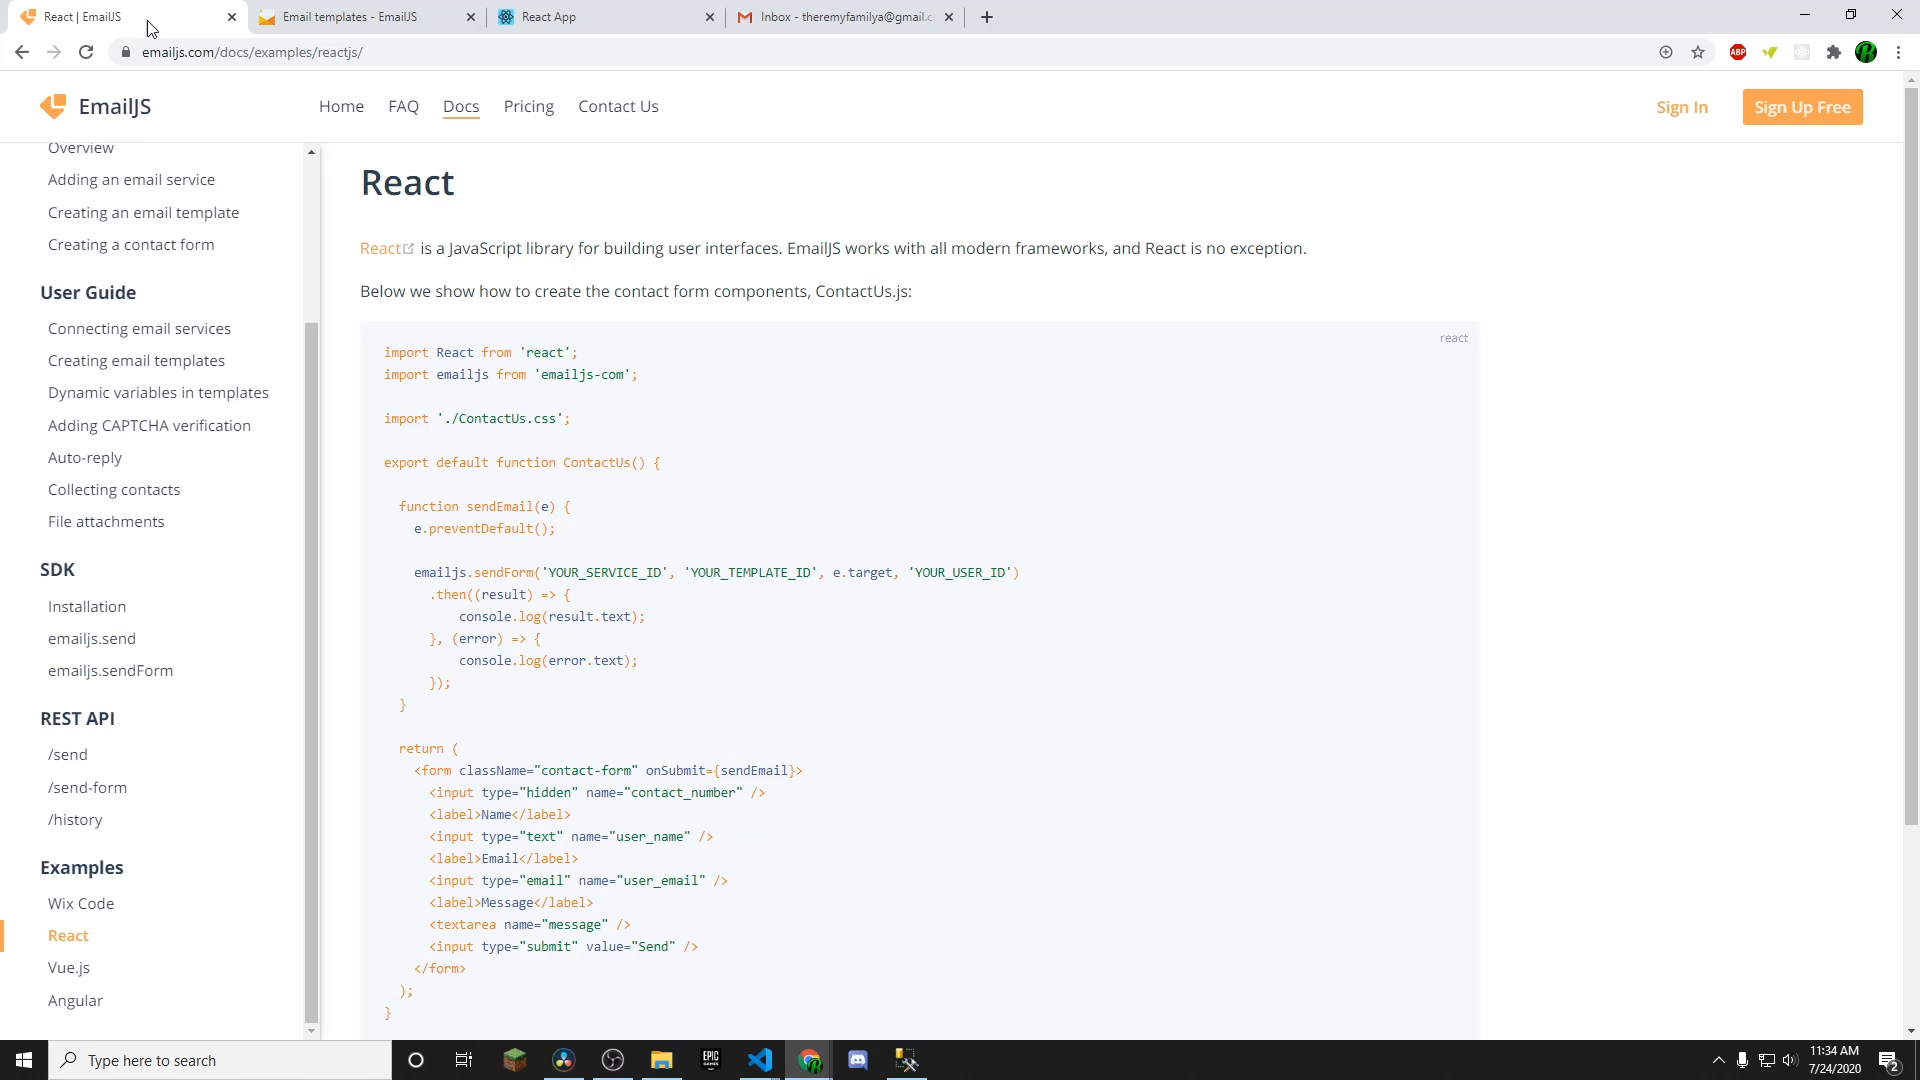 React | EmailJS
Email templates - EmailJS
React App
Inbox - theremyfamilya@gmail.c
emailjs.com/docs/examples/reactjs/
ABP
EmailJS
Home
FAQ
Docs
Pricing
Contact Us
Sign In
Sign Up Free
Overview
Adding an email service
Creating an email template
Creating a contact form
User Guide
Connecting email services
Creating email templates
Dynamic variables in templates
Adding CAPTCHA verification
Auto-reply
Collecting contacts
File attachments
SDK
Installation
emailjs.send
emailjs.sendForm
REST API
/send
/send-form
/history
Examples
Wix Code
React
Vue.js
Angular
React
React is a JavaScript library for building user interfaces. EmailJS works with all modern frameworks, and React is no exception.
Below we show how to create the contact form components, ContactUs.js:
react
import React from 'react';
import emailjs from 'emailjs-com';
import './ContactUs.css';
export default function ContactUs() {
function sendEmail(e) {
e.preventDefault();
emailjs.sendForm('YOUR_SERVICE_ID', 'YOUR_TEMPLATE_ID', e.target, 'YOUR_USER_ID')
.then((result) => {
console.log(result.text);
}, (error) => {
console.log(error.text);
});
}
return (
<form className="contact-form" onSubmit={sendEmail}>
<input type="hidden" name="contact_number" />
<label>Name</label>
<input type="text" name="user_name" />
<label>Email</label>
<input type="email" name="user_email" />
<label>Message</label>
<textarea name="message" />
<input type="submit" value="Send" />
</form>
);
}
Type here to search
EPIC GAMES
11:34 AM
7/24/2020
2